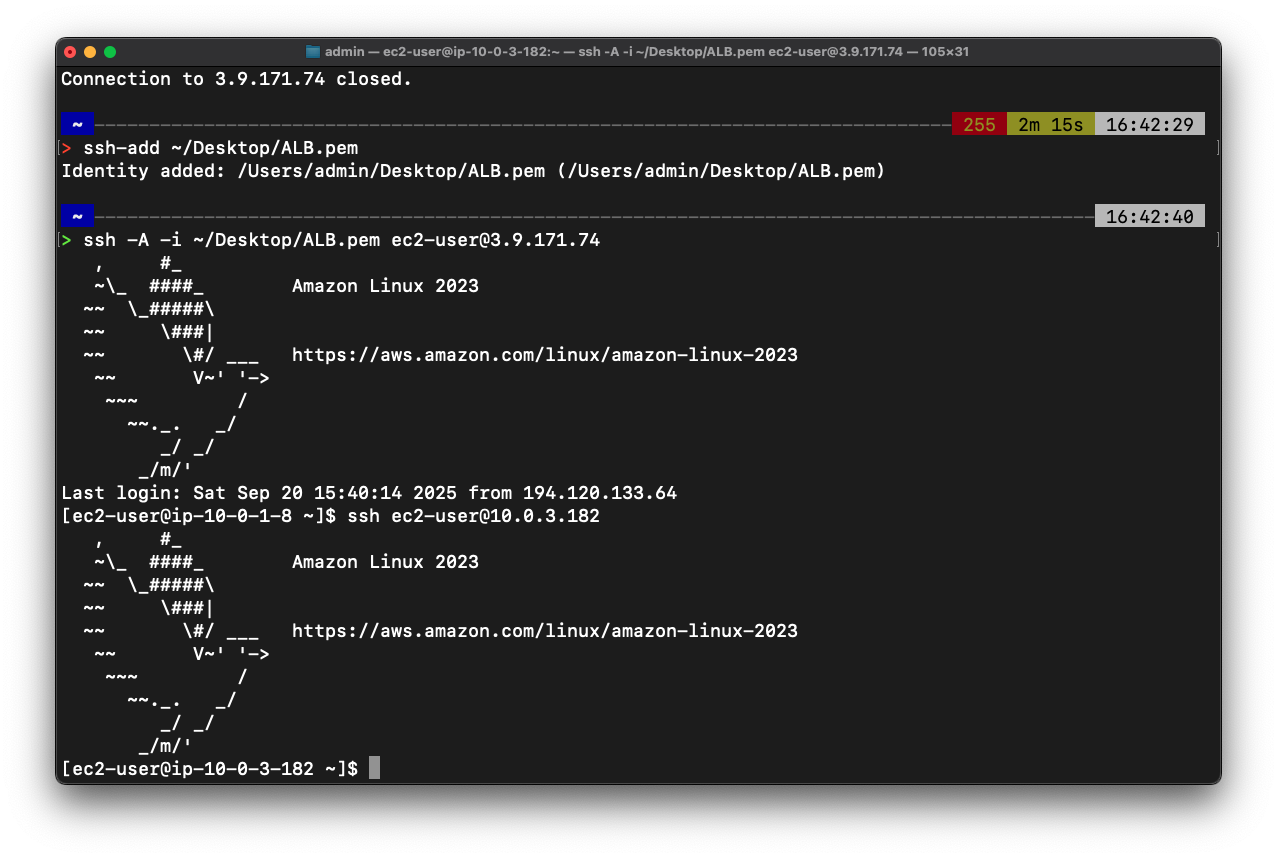 admin — ec2-user@ip-10-0-3-182:~ — ssh -A -i ~/Desktop/ALB.pem ec2-user@3.9.171.74 — 105×31
Connection to 3.9.171.74 closed.
~ 255 2m 15s 16:42:29
> ssh-add ~/Desktop/ALB.pem
Identity added: /Users/admin/Desktop/ALB.pem (/Users/admin/Desktop/ALB.pem)
~ 16:42:40
> ssh -A -i ~/Desktop/ALB.pem ec2-user@3.9.171.74
   ,     #_
   ~\_  ####_        Amazon Linux 2023
  ~~  \_#####\
  ~~     \###|
  ~~       \#/ ___   https://aws.amazon.com/linux/amazon-linux-2023
   ~~       V~' '->
    ~~~         /
      ~~._.   _/
         _/ _/
       _/m/'
Last login: Sat Sep 20 15:40:14 2025 from 194.120.133.64
[ec2-user@ip-10-0-1-8 ~]$ ssh ec2-user@10.0.3.182
   ,     #_
   ~\_  ####_        Amazon Linux 2023
  ~~  \_#####\
  ~~     \###|
  ~~       \#/ ___   https://aws.amazon.com/linux/amazon-linux-2023
   ~~       V~' '->
    ~~~         /
      ~~._.   _/
         _/ _/
       _/m/'
[ec2-user@ip-10-0-3-182 ~]$